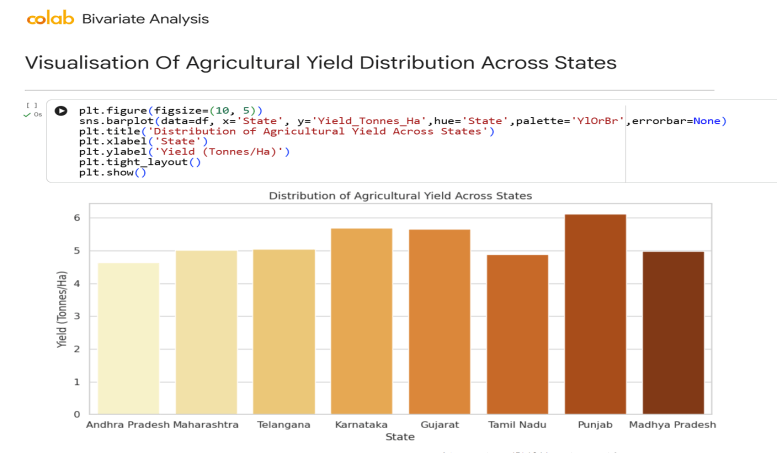 colab Bivariate Analysis
Visualisation Of Agricultural Yield Distribution Across States
[ ]
0s
plt.figure(figsize=(10, 5))
sns.barplot(data=df, x='State', y='Yield_Tonnes_Ha',hue='State',palette='YlOrBr',errorbar=None)
plt.title('Distribution of Agricultural Yield Across States')
plt.xlabel('State')
plt.ylabel('Yield (Tonnes/Ha)')
plt.tight_layout()
plt.show()
Distribution of Agricultural Yield Across States
Yield (Tonnes/Ha)
6
5
4
3
2
1
0
Andhra Pradesh Maharashtra Telangana Karnataka Gujarat Tamil Nadu Punjab Madhya Pradesh
State